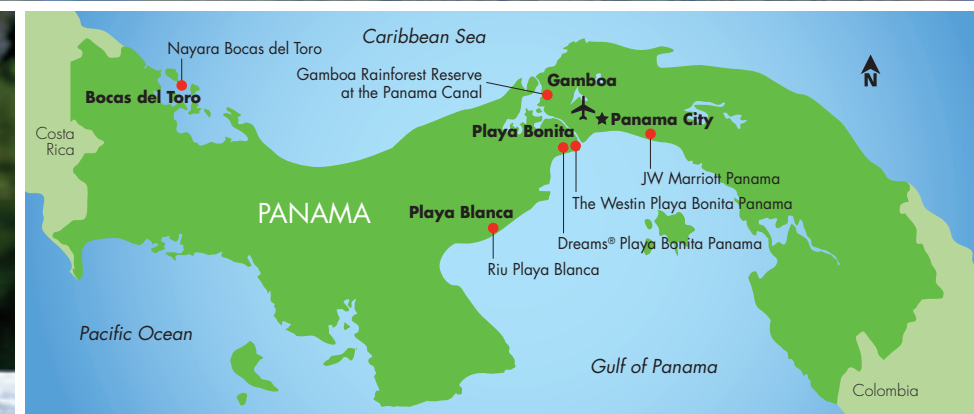 Caribbean Sea
Nayara Bocas del Toro
Gamboa Rainforest Reserve
at the Panama Canal
Gamboa
N
Bocas del Toro
Panama City
Playa Bonita
Costa
Rica
JW Marriott Panama
The Westin Playa Bonita Panama
PANAMA
Playa Blanca
Dreams® Playa Bonita Panama
Riu Playa Blanca
Pacific Ocean
Gulf of Panama
Colombia